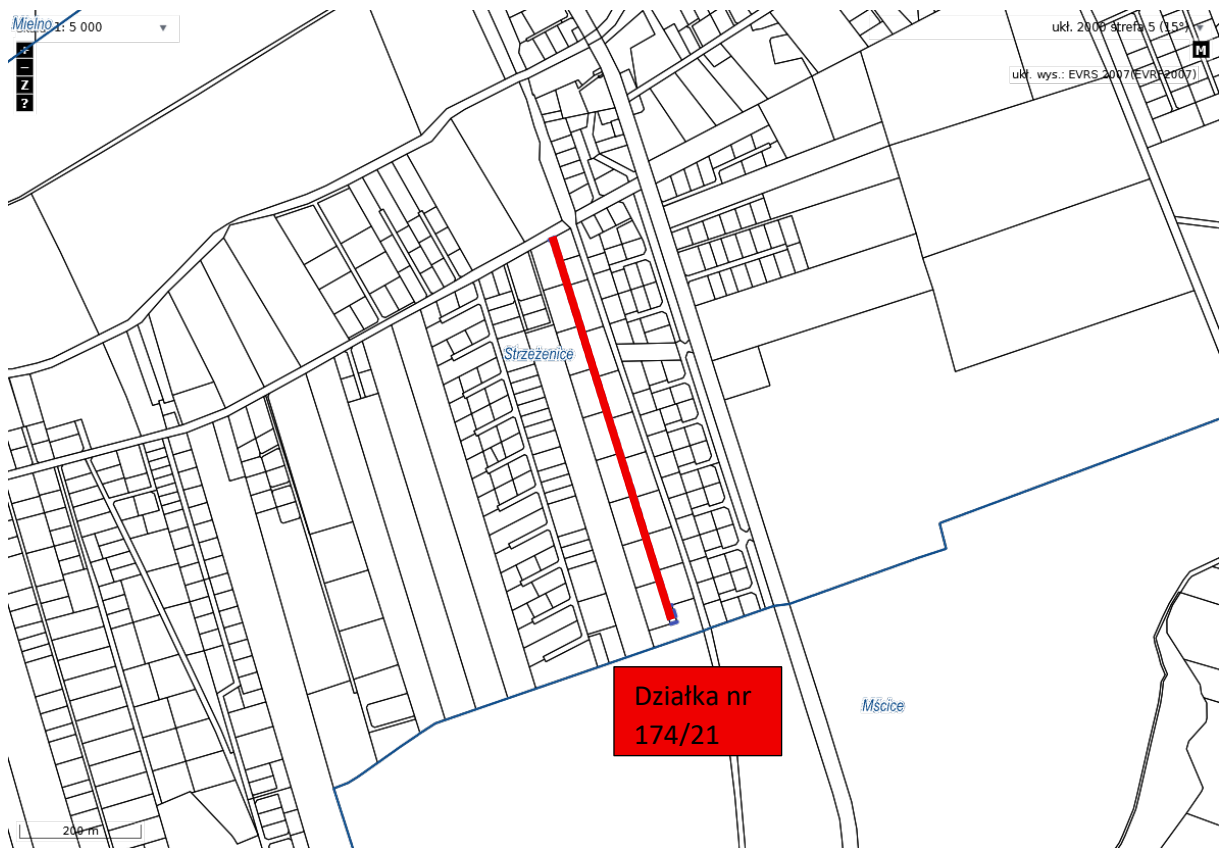 Mielno
1: 5 000
ukł. 2000 strefa 5 (15°)
+
M
−
ukł. wys.: EVRS 2007(EVRF2007)
Z
?
Strzeżenice
Działka nr
174/21
Mścice
200 m